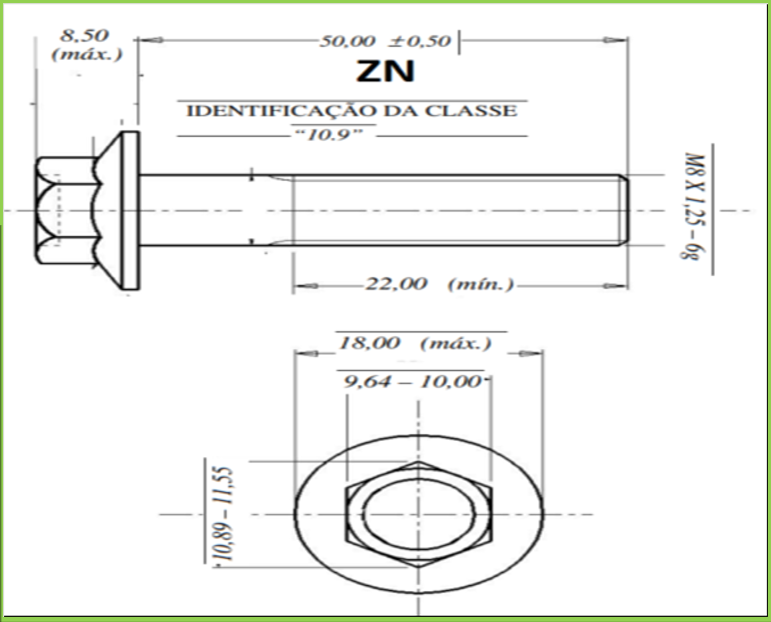 8,50
(máx.)
50,00 ±0,50
ZN
IDENTIFICAÇÃO DA CLASSE
"10.9"
M8 X 1,25 – 6g
22,00 (mín.)
18,00 (máx.)
9,64 – 10,00
10,89 – 11,55